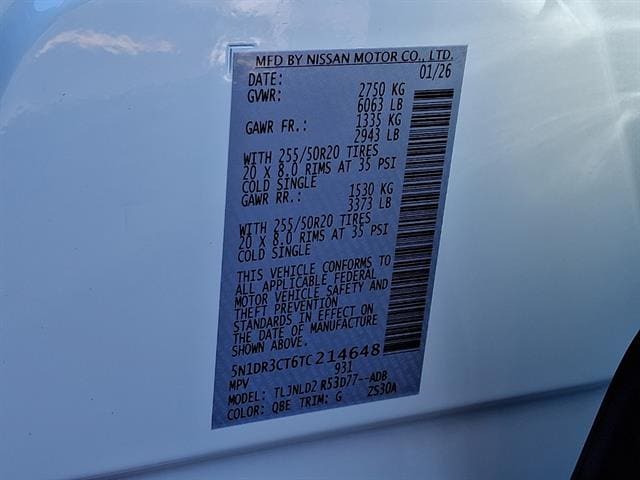 MFD BY NISSAN MOTOR CO., LTD.
DATE: 01/26
GVWR: 2750 KG
6063 LB
GAWR FR.: 1335 KG
2943 LB
WITH 255/50R20 TIRES
20 X 8.0 RIMS AT 35 PSI
COLD SINGLE
GAWR RR.: 1530 KG
3373 LB
WITH 255/50R20 TIRES
20 X 8.0 RIMS AT 35 PSI
COLD SINGLE
THIS VEHICLE CONFORMS TO
ALL APPLICABLE FEDERAL
MOTOR VEHICLE SAFETY AND
THEFT PREVENTION
STANDARDS IN EFFECT ON
THE DATE OF MANUFACTURE
SHOWN ABOVE.
5N1DR3CT6TC214648
MPV 931
MODEL: TLJNLD2 R53D77--ADB
COLOR: QBE TRIM: G ZS30A